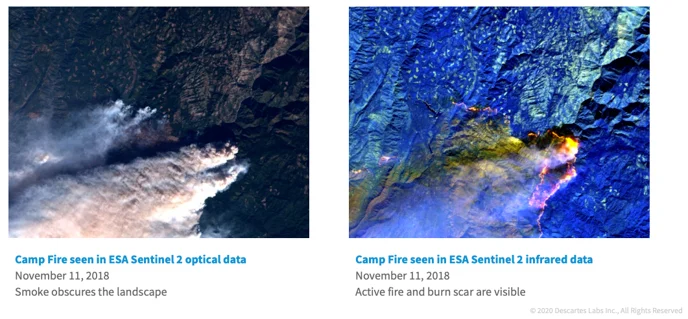 Camp Fire seen in ESA Sentinel 2 optical data
November 11, 2018
Smoke obscures the landscape
Camp Fire seen in ESA Sentinel 2 infrared data
November 11, 2018
Active fire and burn scar are visible
© 2020 Descartes Labs Inc., All Rights Reserved